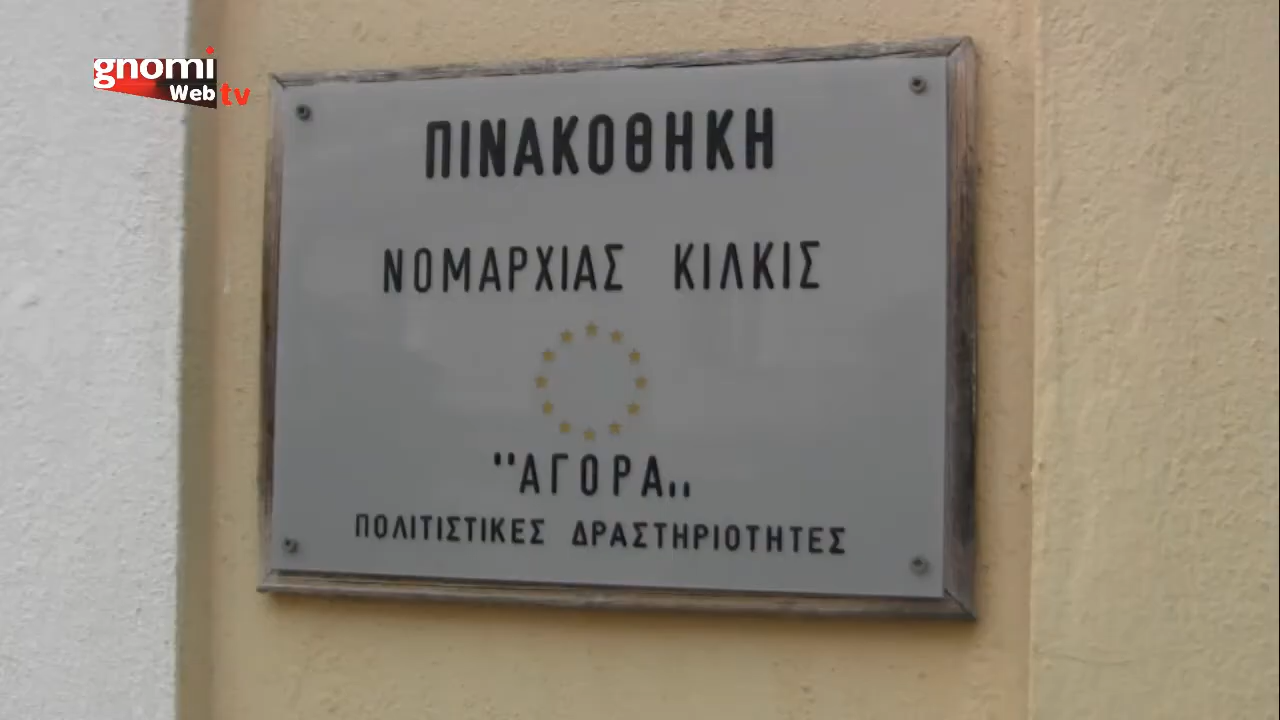 gnomi
Web tv
ΠΙΝΑΚΟΘΗΚΗ
ΝΟΜΑΡΧΙΑΣ ΚΙΛΚΙΣ
"ΑΓΟΡΑ„
ΠΟΛΙΤΙΣΤΙΚΕΣ ΔΡΑΣΤΗΡΙΟΤΗΤΕΣ